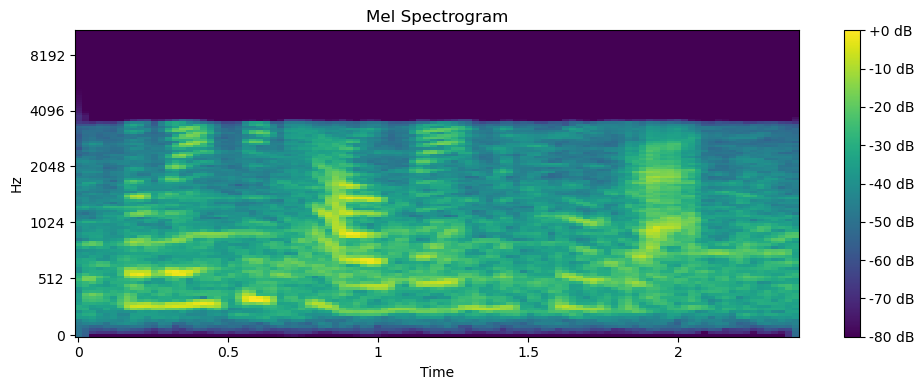 Mel Spectrogram
8192
4096
2048
1024
512
0
Hz
0
0.5
1
1.5
2
Time
+0 dB
-10 dB
-20 dB
-30 dB
-40 dB
-50 dB
-60 dB
-70 dB
-80 dB